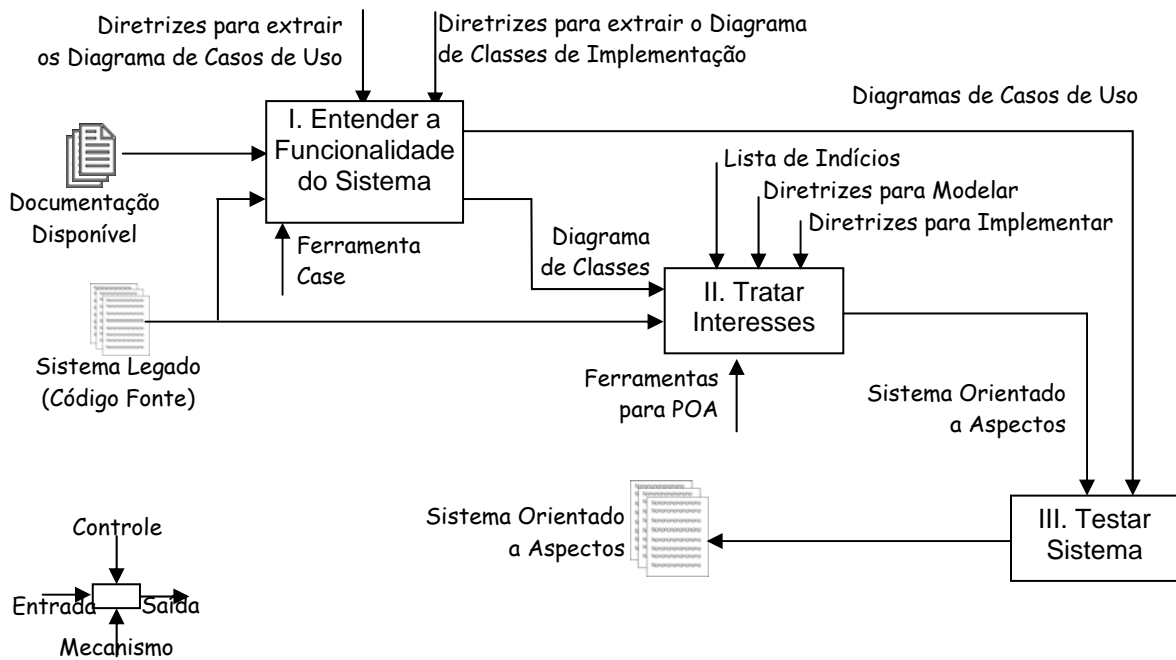 Diretrizes para extrair
os Diagrama de Casos de Uso
Diretrizes para extrair o Diagrama
de Classes de Implementação
Diagramas de Casos de Uso
I. Entender a
Funcionalidade
do Sistema
Documentação
Disponível
Ferramenta
Case
Lista de Indícios
Diretrizes para Modelar
Diretrizes para Implementar
Diagrama
de Classes
II. Tratar
Interesses
Sistema Legado
(Código Fonte)
Ferramentas
para POA
Sistema Orientado
a Aspectos
III. Testar
Sistema
Sistema Orientado
a Aspectos
Controle
Entrada
Saída
Mecanismo